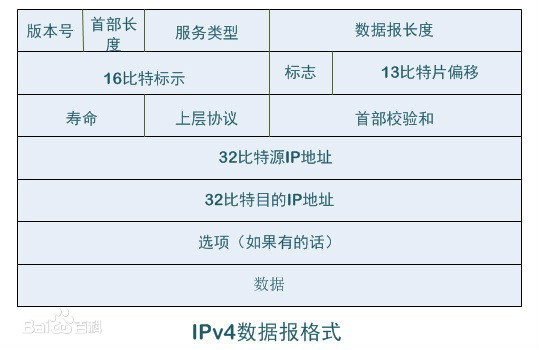 版本号 首部长度 服务类型 数据报长度
16比特标示 标志 13比特片偏移
寿命 上层协议 首部校验和
32比特源IP地址
32比特目的IP地址
选项（如果有的话）
数据
IPv4数据报格式
Baidu百科